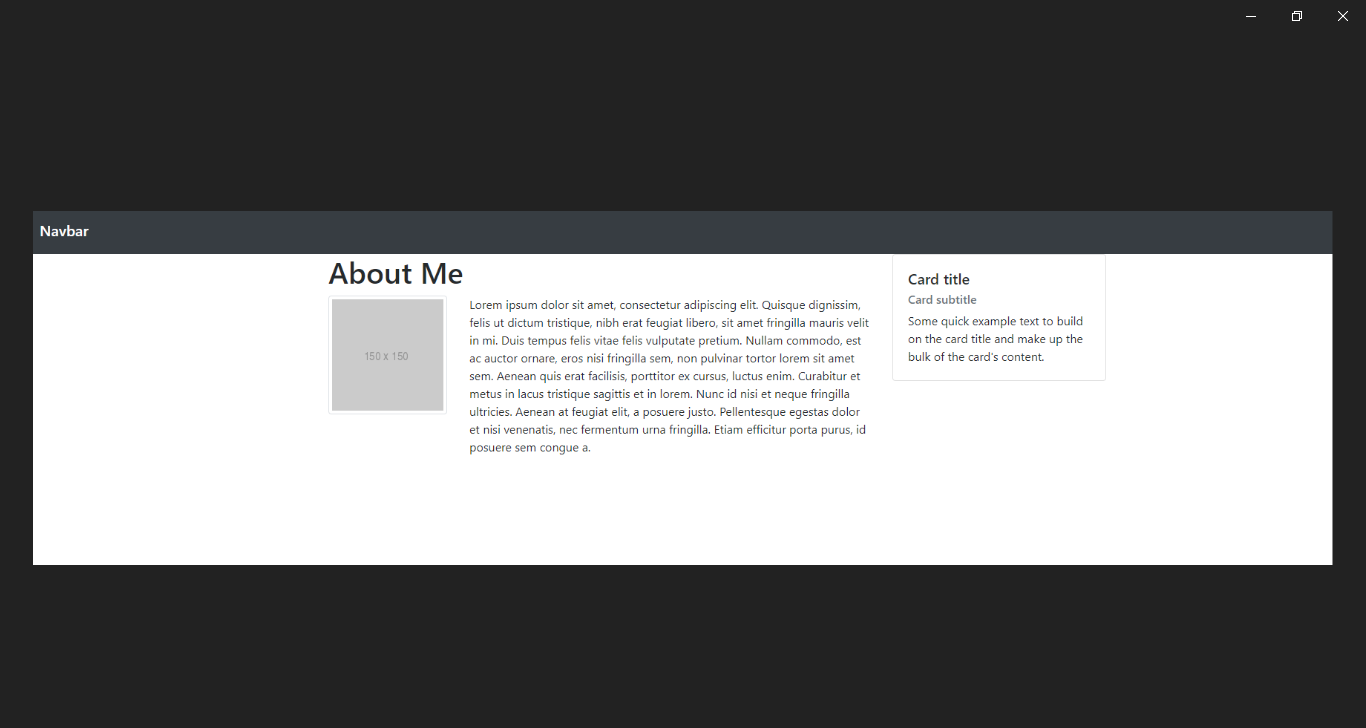 Navbar
About Me
150 x 150
Lorem ipsum dolor sit amet, consectetur adipiscing elit. Quisque dignissim,
felis ut dictum tristique, nibh erat feugiat libero, sit amet fringilla mauris velit
in mi. Duis tempus felis vitae felis vulputate pretium. Nullam commodo, est
ac auctor ornare, eros nisi fringilla sem, non pulvinar tortor lorem sit amet
sem. Aenean quis erat facilisis, porttitor ex cursus, luctus enim. Curabitur et
metus in lacus tristique sagittis et in lorem. Nunc id nisi et neque fringilla
ultricies. Aenean at feugiat elit, a posuere justo. Pellentesque egestas dolor
et nisi venenatis, nec fermentum urna fringilla. Etiam efficitur porta purus, id
posuere sem congue a.
Card title
Card subtitle
Some quick example text to build
on the card title and make up the
bulk of the card's content.